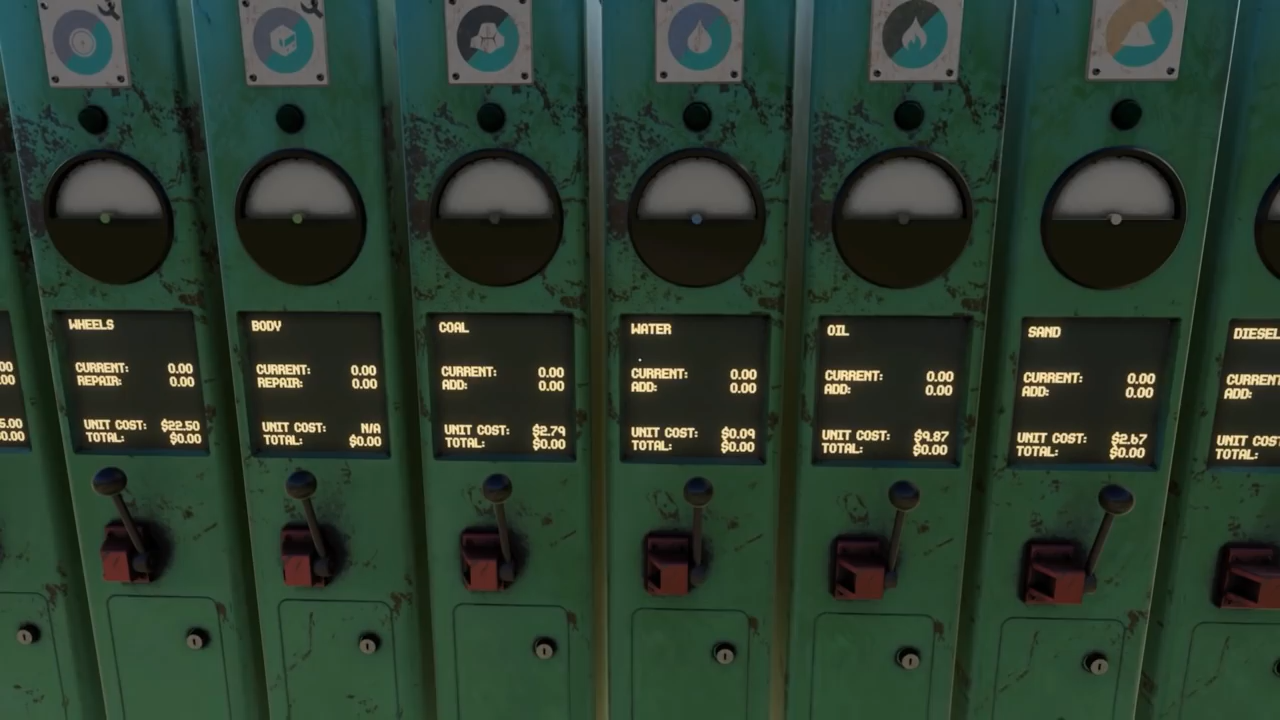 WHEELS
CURRENT: 0.00
REPAIR: 0.00
UNIT COST: $22.50
TOTAL: $0.00
BODY
CURRENT: 0.00
REPAIR: 0.00
UNIT COST: N/A
TOTAL: $0.00
COAL
CURRENT: 0.00
ADD: 0.00
UNIT COST: $2.79
TOTAL: $0.00
WATER
CURRENT: 0.00
ADD: 0.00
UNIT COST: $0.09
TOTAL: $0.00
OIL
CURRENT: 0.00
ADD: 0.00
UNIT COST: $9.87
TOTAL: $0.00
SAND
CURRENT: 0.00
ADD: 0.00
UNIT COST: $2.67
TOTAL: $0.00
DIESEL
CURRENT
ADD:
UNIT COST
TOTAL: